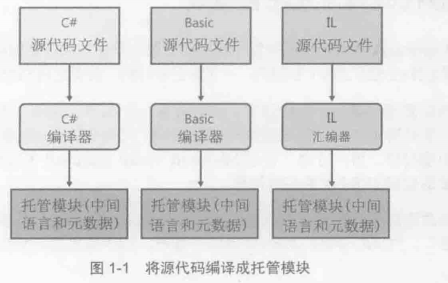 C#
源代码文件
Basic
源代码文件
IL
源代码文件
C#
编译器
Basic
编译器
IL
汇编器
托管模块(中间
语言和元数据)
托管模块(中间
语言和元数据)
托管模块(中间
语言和元数据)
图 1-1 将源代码编译成托管模块